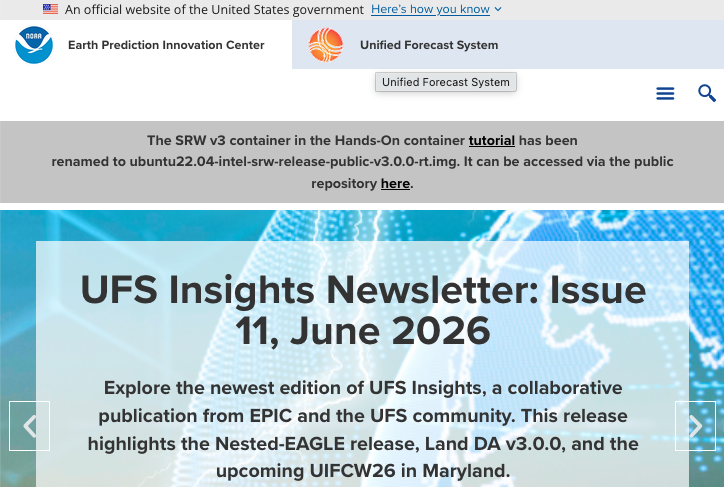 An official website of the United States government Here's how you know
NOAA
Earth Prediction Innovation Center
Unified Forecast System
Unified Forecast System
The SRW v3 container in the Hands-On container tutorial has been
renamed to ubuntu22.04-intel-srw-release-public-v3.0.0-rt.img. It can be accessed via the public
repository here.
UFS Insights Newsletter: Issue
11, June 2026
Explore the newest edition of UFS Insights, a collaborative
publication from EPIC and the UFS community. This release
highlights the Nested-EAGLE release, Land DA v3.0.0, and the
upcoming UIFCW26 in Maryland.